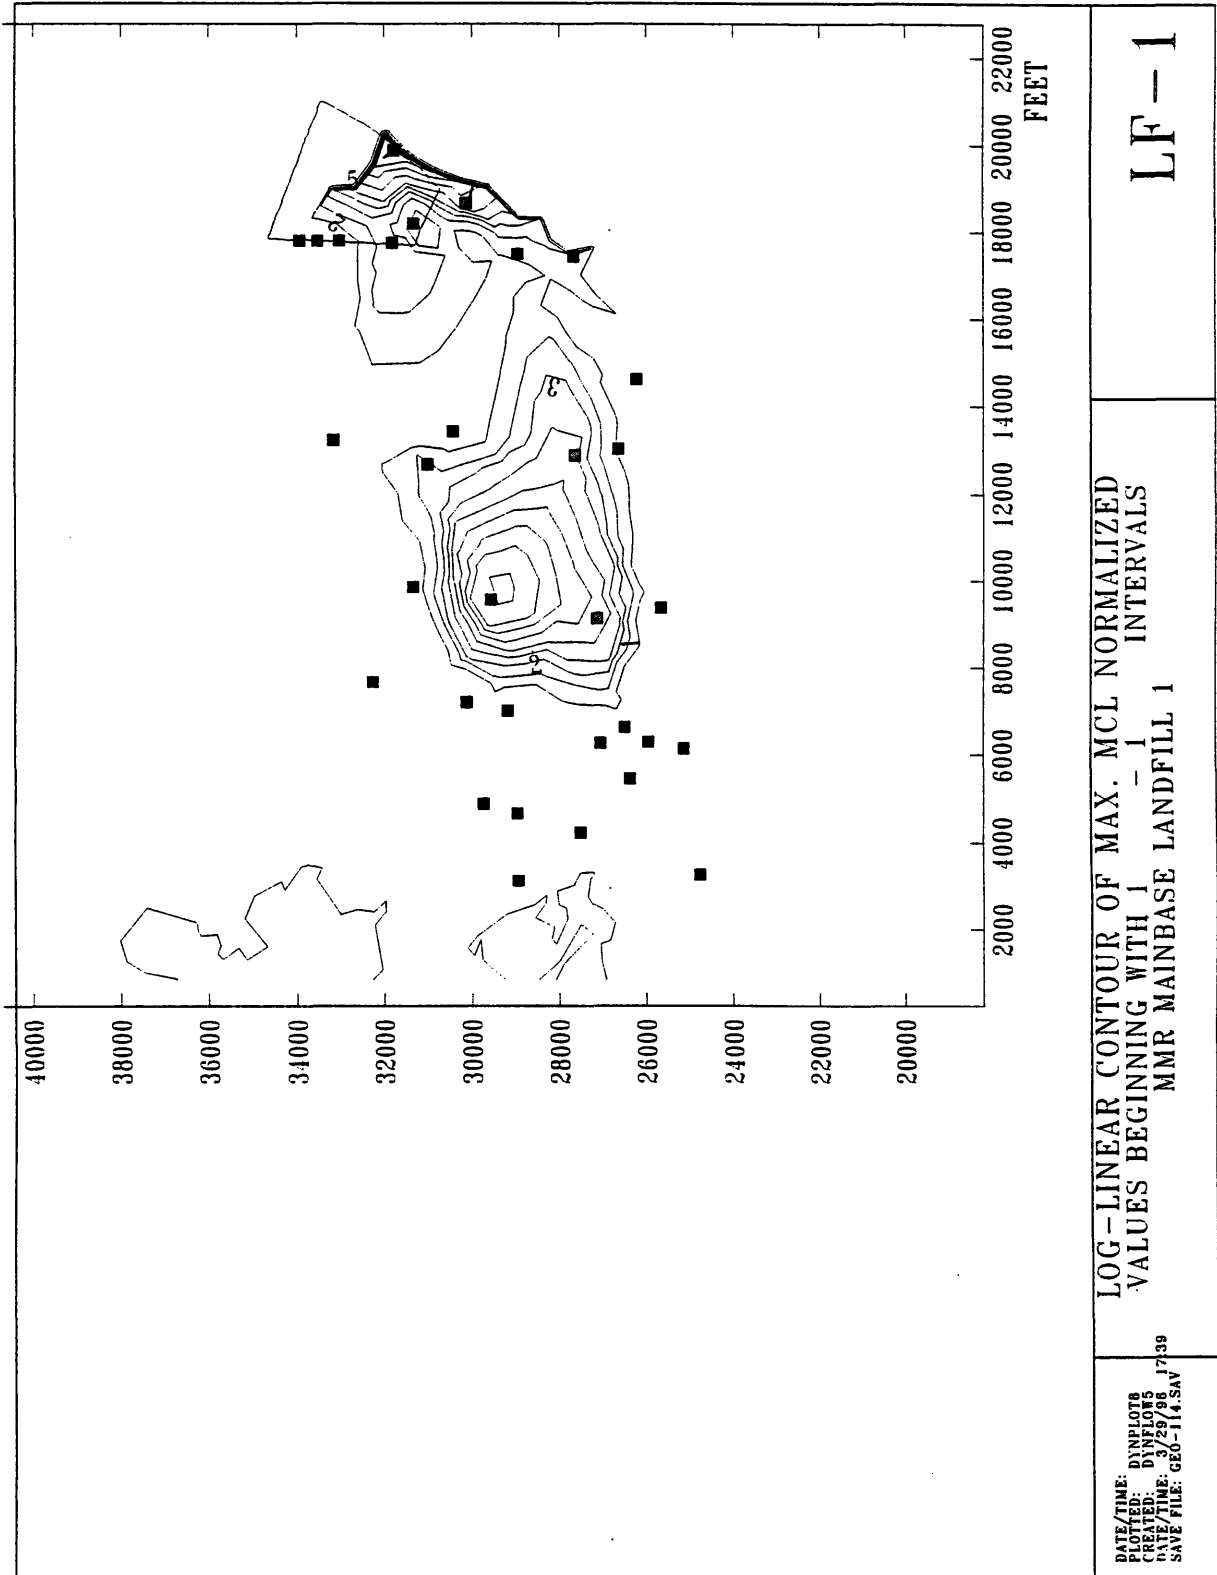 40000
38000
36000
34000
32000
30000
28000
26000
24000
22000
20000
2000 4000 6000 8000 10000 12000 14000 16000 18000 20000 22000
FEET
5
3
LOG-LINEAR CONTOUR OF MAX. MCL NORMALIZED
VALUES BEGINNING WITH 1 - 1 INTERVALS
MMR MAINBASE LANDFILL 1
LF-1
DATE/TIME:
PLOTTED: DYNPLOT8
CREATED: DYNFLOW5
DATE/TIME: 3/29/96 17:39
SAVE FILE: GEO-114.SAV